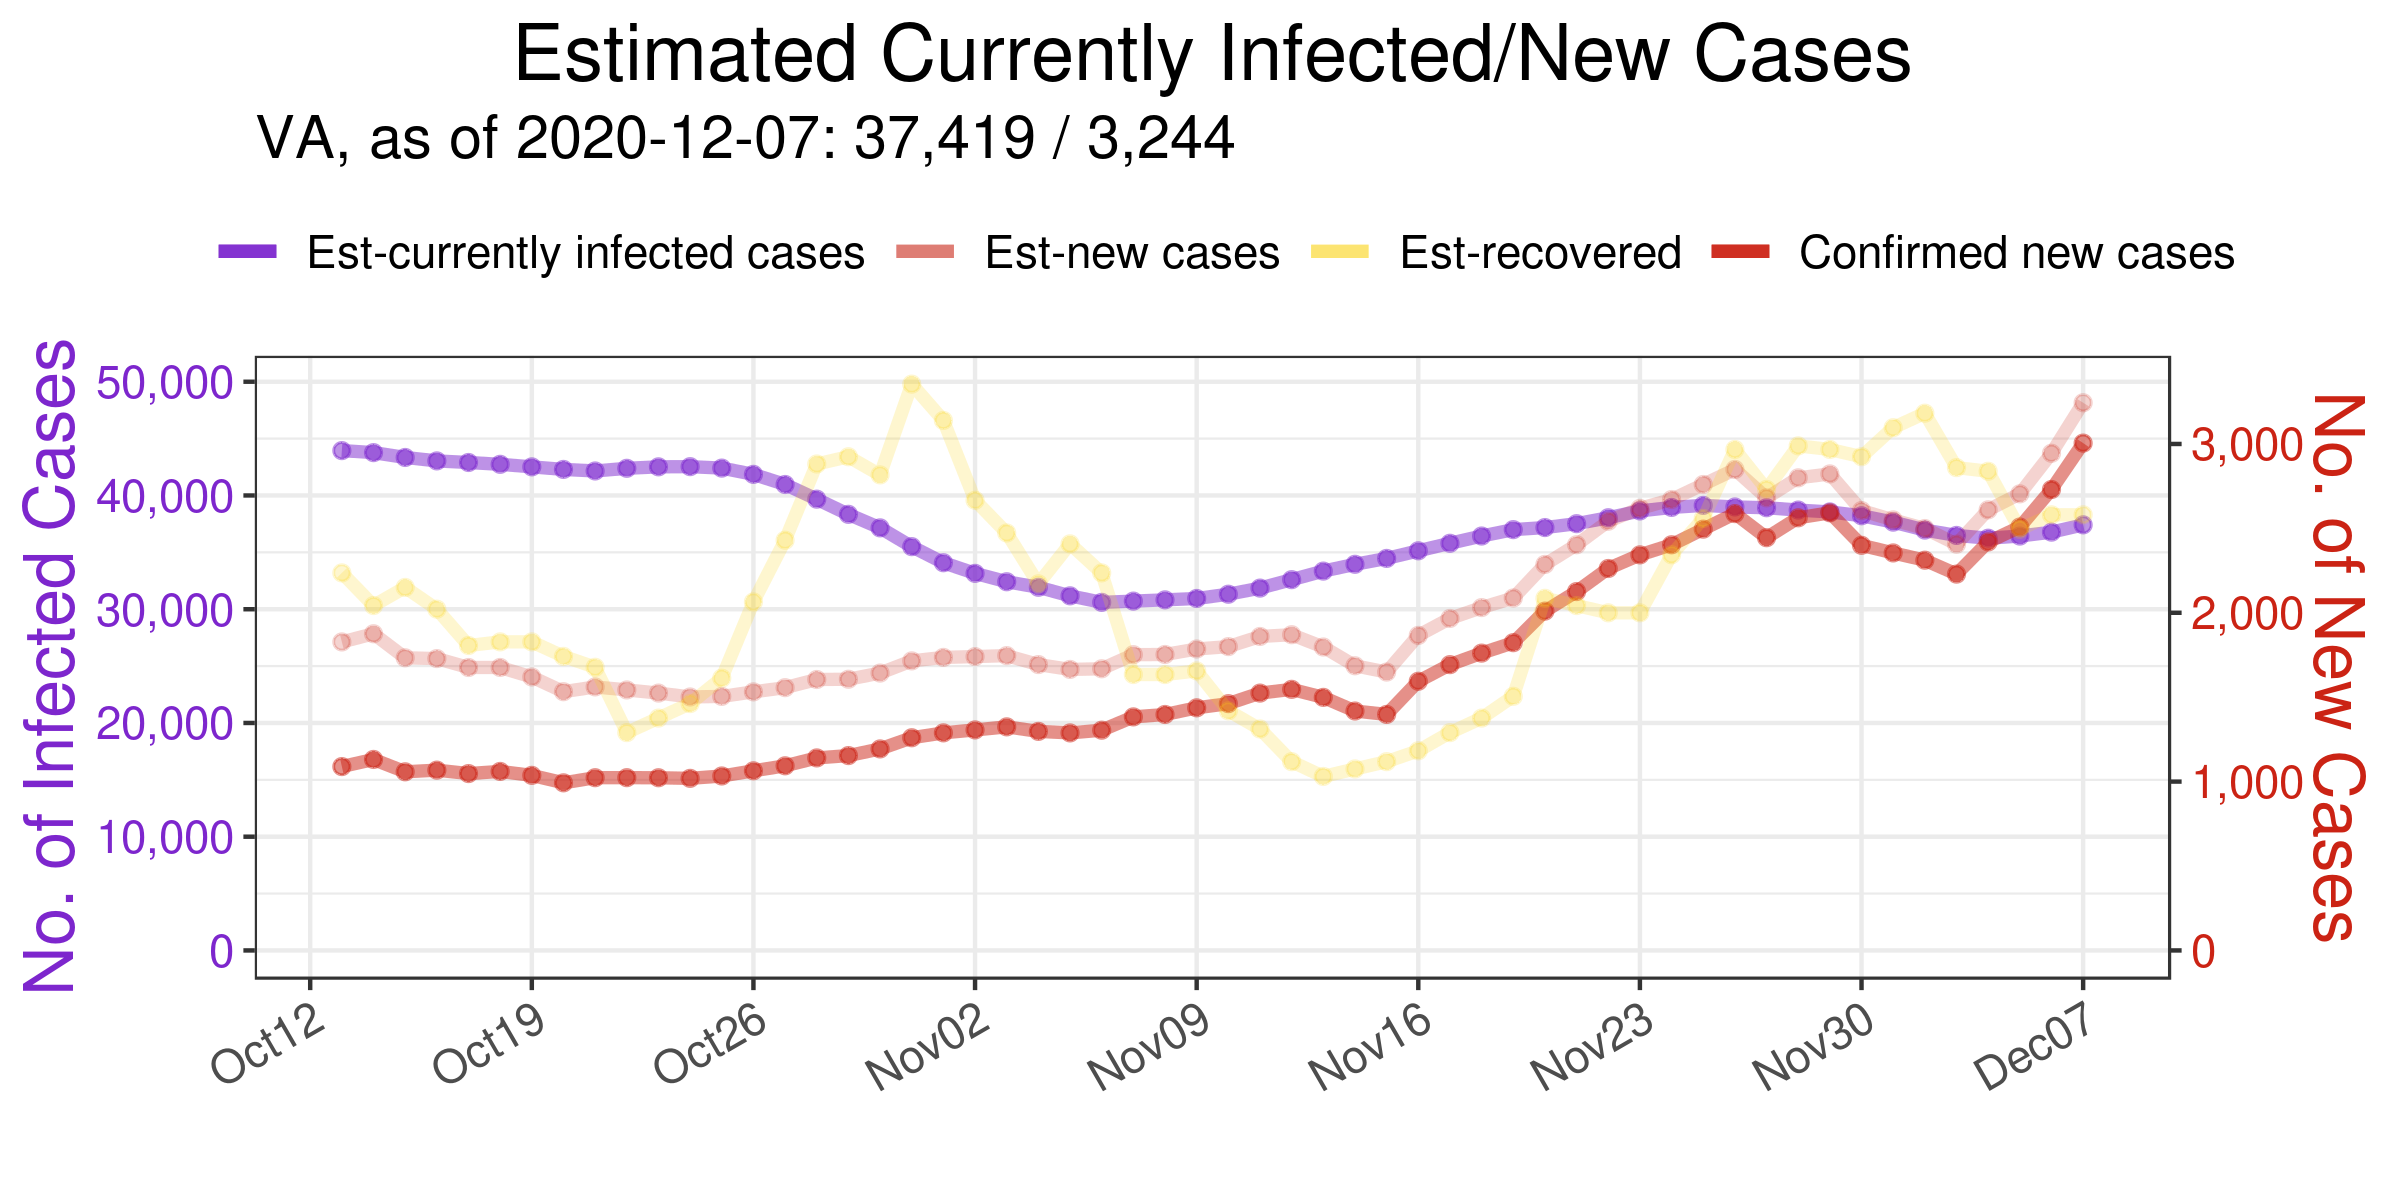 Estimated Currently Infected/New Cases
VA, as of 2020-12-07: 37,419 / 3,244
Est-currently infected cases Est-new cases Est-recovered Confirmed new cases
No. of Infected Cases
50,000
40,000
30,000
20,000
10,000
0
3,000
2,000
1,000
0
No. of New Cases
Oct12 Oct19 Oct26 Nov02 Nov09 Nov16 Nov23 Nov30 Dec07